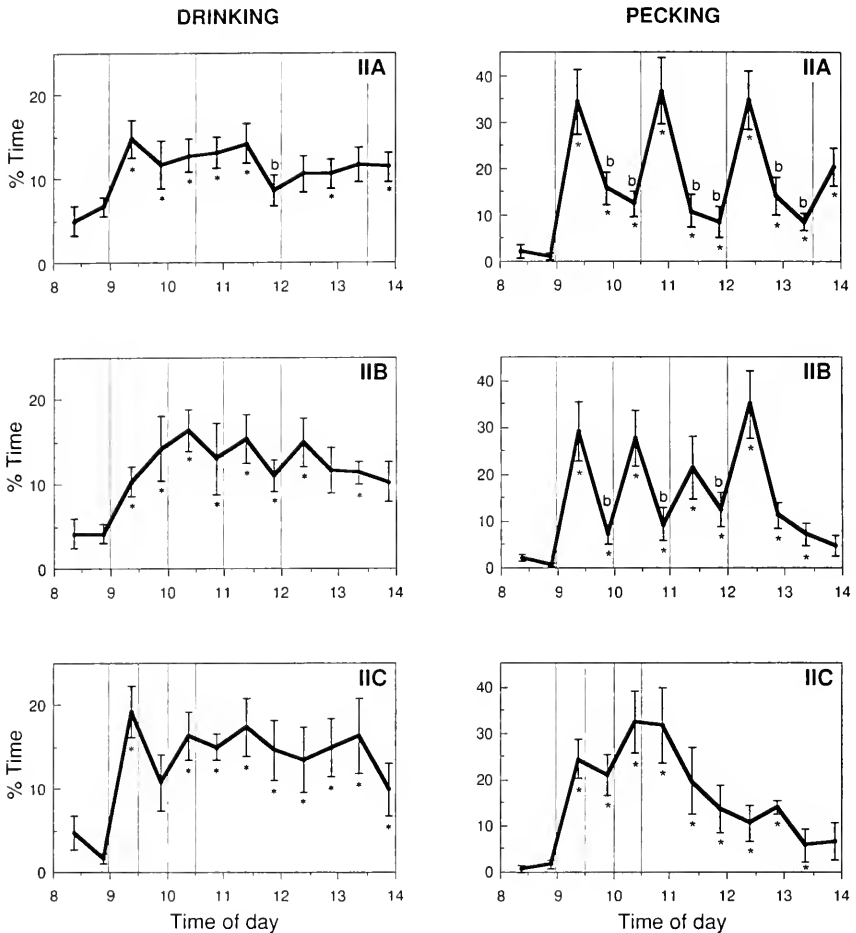 DRINKING
PECKING
IIA
% Time
20
10
0
8 9 10 11 12 13 14
b
* * * * * * *
IIA
40
30
20
10
0
8 9 10 11 12 13 14
b b b b b b
* * * * * * * * * *
IIB
% Time
20
10
0
8 9 10 11 12 13 14
* * * * * * * *
IIB
40
30
20
10
0
8 9 10 11 12 13 14
b b b
* * * * * * * * *
IIC
% Time
20
10
0
8 9 10 11 12 13 14
Time of day
* * * * * * * * *
IIC
40
30
20
10
0
8 9 10 11 12 13 14
Time of day
* * * * * * * * *